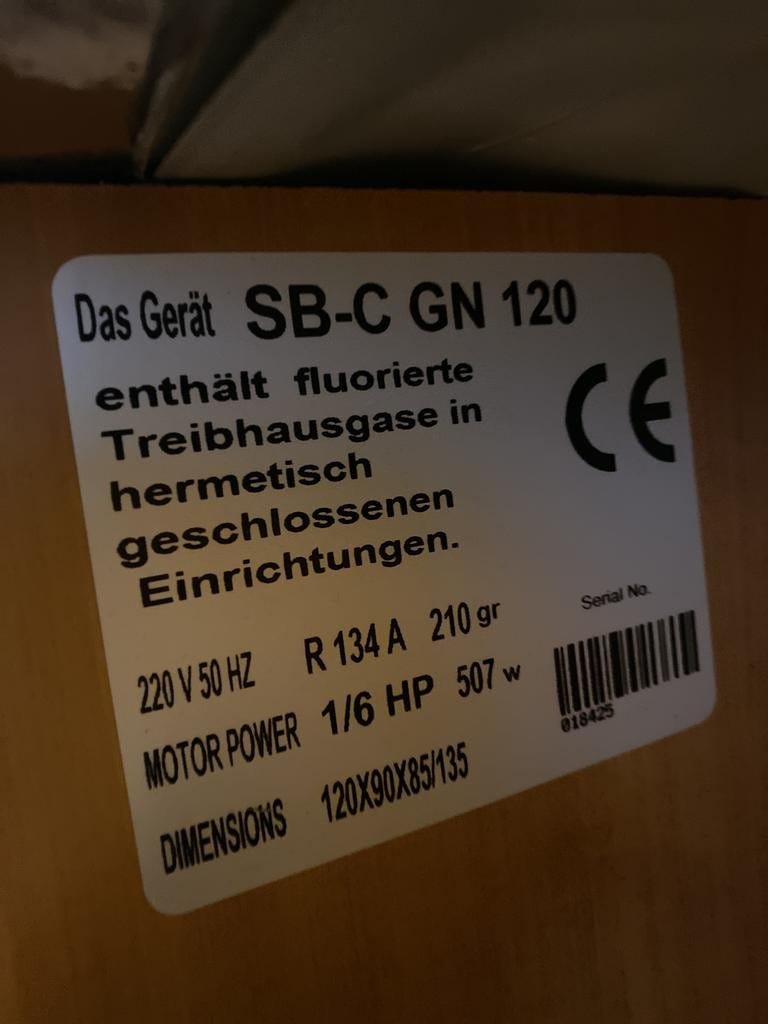 Das Gerät SB-C GN 120
enthält fluorierte
Treibhausgase in
hermetisch
geschlossenen
Einrichtungen.
CE
220 V 50 HZ R 134 A 210 gr
MOTOR POWER 1/6 HP 507 w
DIMENSIONS 120X90X85/135
Serial No.
018425